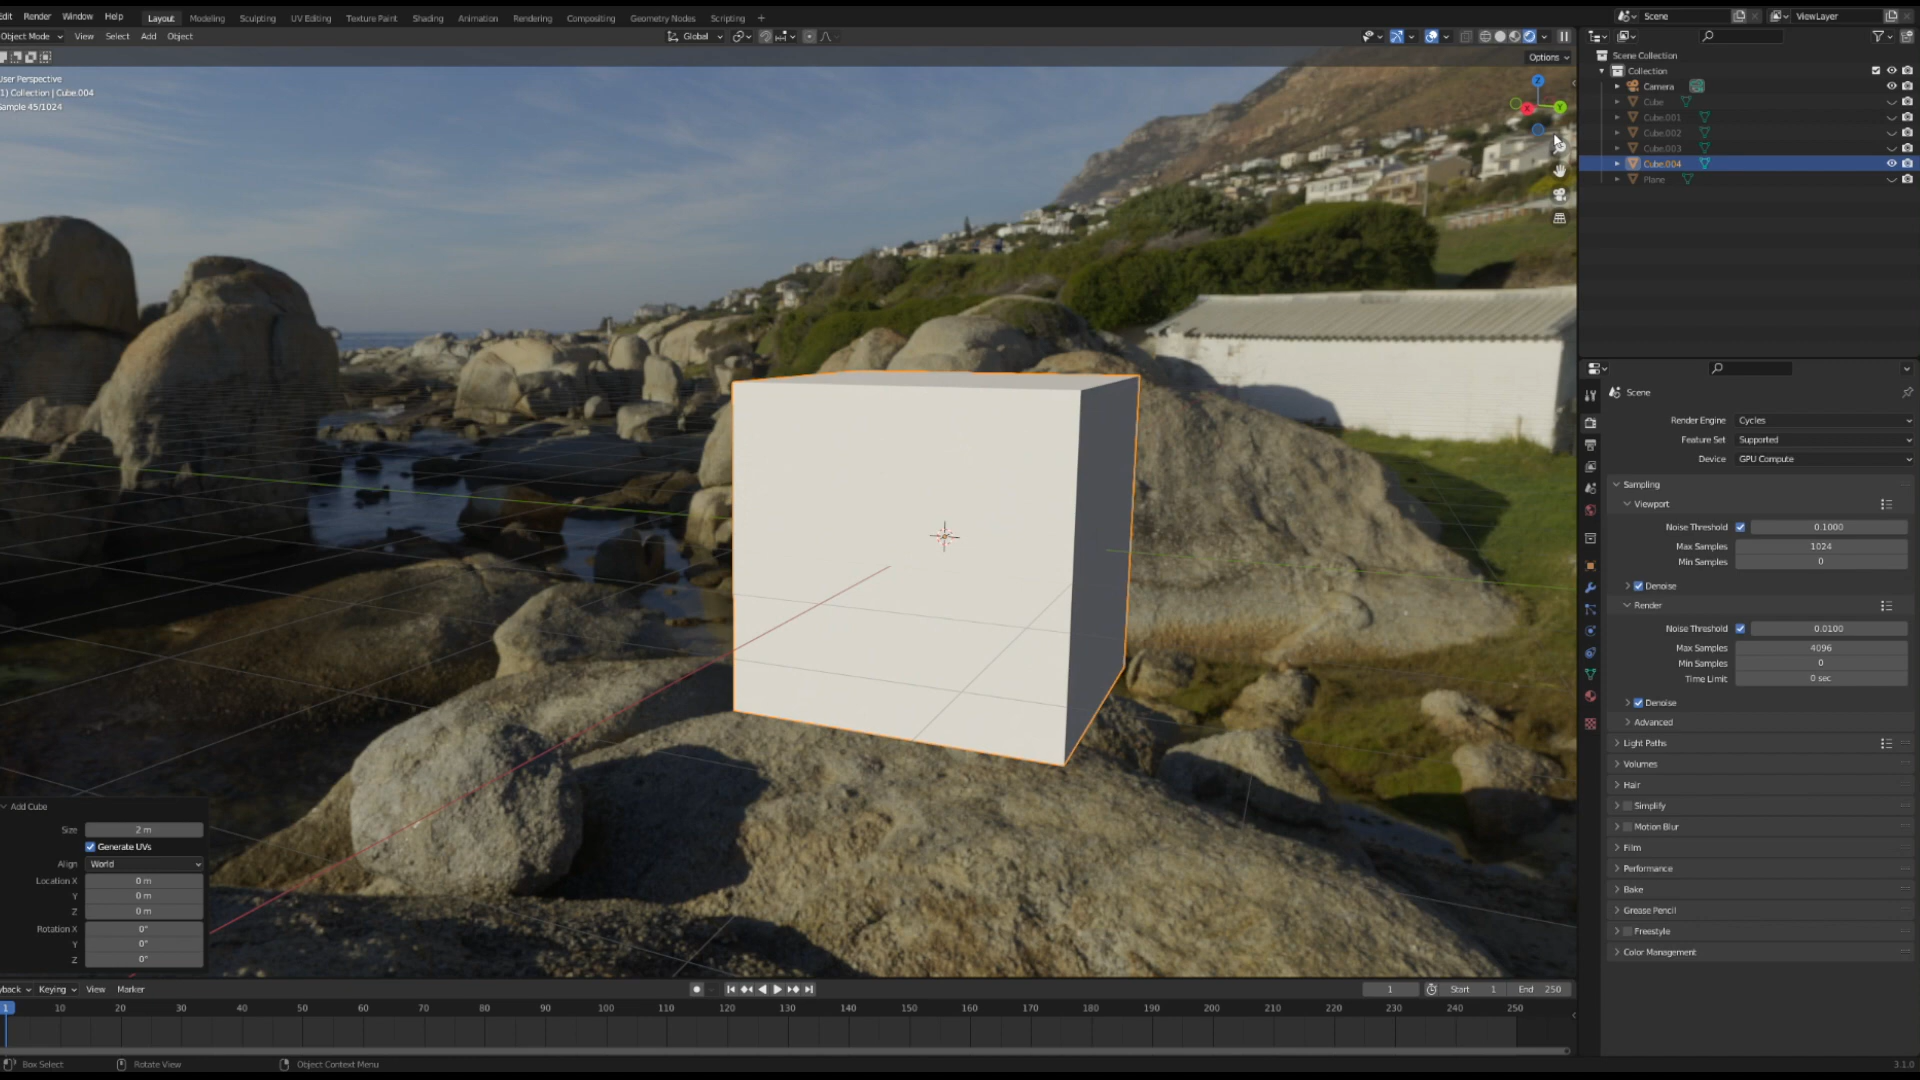 Edit Render Window Help Layout Modeling Sculpting UV Editing Texture Paint Shading Animation Rendering Compositing Geometry Nodes Scripting + Scene ViewLayer
Object Mode View Select Add Object Global
Options
User Perspective
1) Collection | Cube.004
Sample 45/1024
Z
X
Y
Scene Collection
Collection
Camera
Cube
Cube.001
Cube.002
Cube.003
Cube.004
Plane
Scene
Render Engine Cycles
Feature Set Supported
Device GPU Compute
Sampling
Viewport
Noise Threshold 0.1000
Max Samples 1024
Min Samples 0
Denoise
Render
Noise Threshold 0.0100
Max Samples 4096
Min Samples 0
Time Limit 0 sec
Denoise
Advanced
Light Paths
Volumes
Hair
Simplify
Motion Blur
Film
Performance
Bake
Grease Pencil
Freestyle
Color Management
Add Cube
Size 2 m
Generate UVs
Align World
Location X 0 m
Y 0 m
Z 0 m
Rotation X 0°
Y 0°
Z 0°
yback Keying View Marker 1 Start 1 End 250
1 10 20 30 40 50 60 70 80 90 100 110 120 130 140 150 160 170 180 190 200 210 220 230 240 250
Box Select Rotate View Object Context Menu 3.1.0